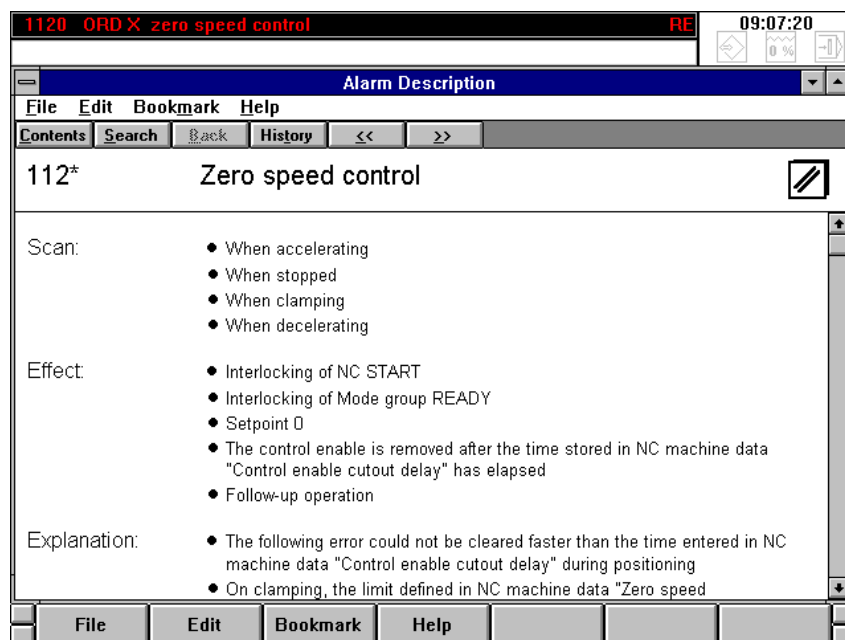 1120 ORD X zero speed control RE 09:07:20
0 %
Alarm Description
File Edit Bookmark Help
Contents Search Back History << >>
112* Zero speed control
Scan:
• When accelerating
• When stopped
• When clamping
• When decelerating
Effect:
• Interlocking of NC START
• Interlocking of Mode group READY
• Setpoint 0
• The control enable is removed after the time stored in NC machine data
"Control enable cutout delay" has elapsed
• Follow-up operation
Explanation:
• The following error could not be cleared faster than the time entered in NC
machine data "Control enable cutout delay" during positioning
• On clamping, the limit defined in NC machine data "Zero speed
File Edit Bookmark Help